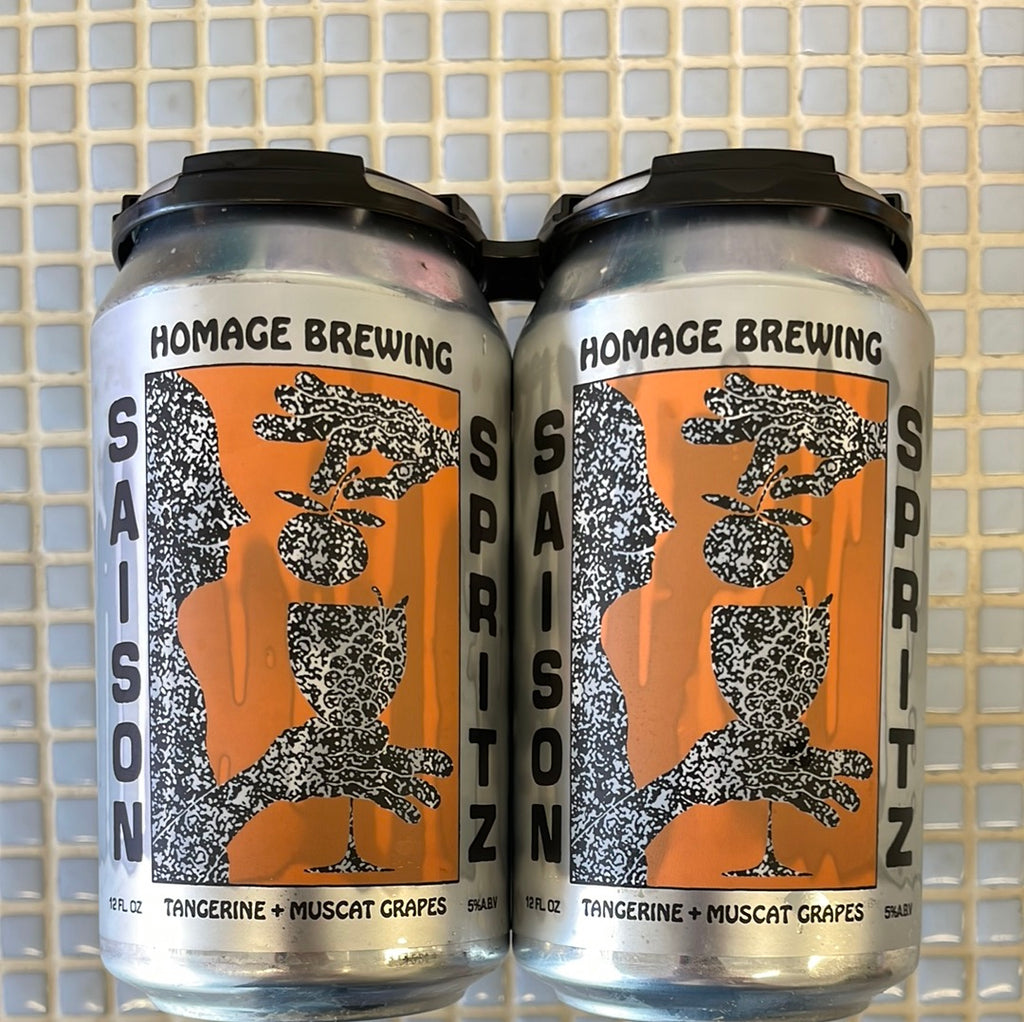 HOMAGE BREWING
SAISON
SPRITZ
12 FL OZ
TANGERINE + MUSCAT GRAPES
5% A.B.V
HOMAGE BREWING
SAISON
SPRITZ
12 FL OZ
TANGERINE + MUSCAT GRAPES
5% A.B.V